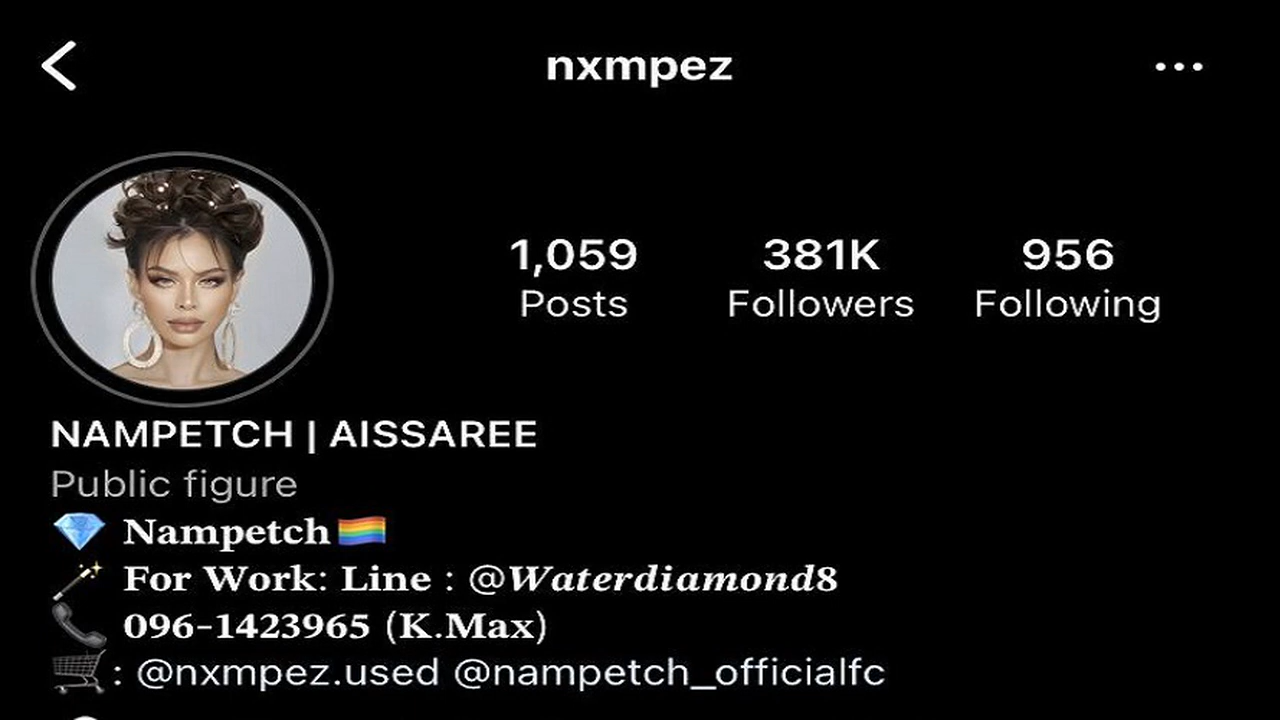 nxmpez
1,059 381K 956
Posts Followers Following
NAMPETCH | AISSAREE
Public figure
💎 Nampetch🏳️‍🌈
For Work: Line : @Waterdiamond8
📞 096-1423965 (K.Max)
🛒: @nxmpez.used @nampetch_officialfc